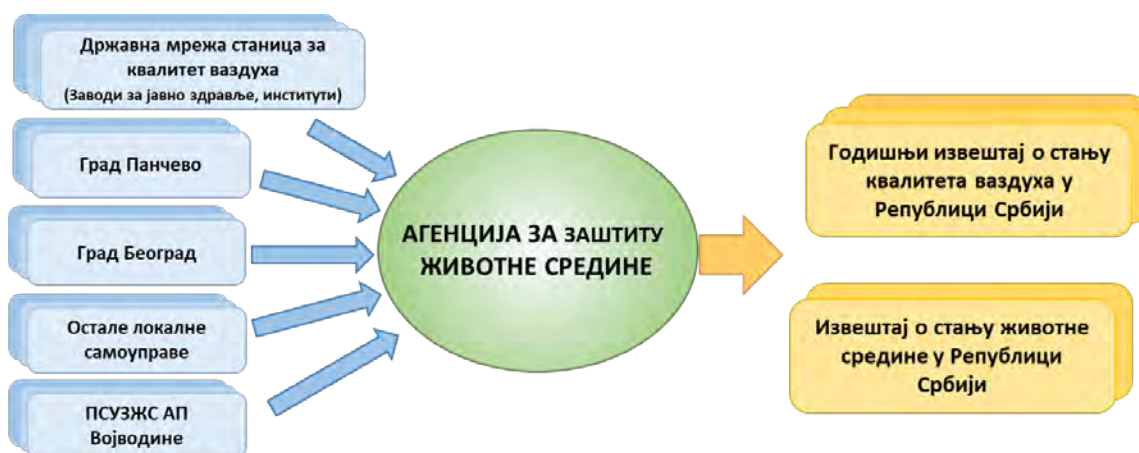 Државна мрежа станица за
квалитет ваздуха
(Заводи за јавно здравље, институти)
Град Панчево
Град Београд
Остале локалне
самоуправе
ПСУЗЖС АП
Војводине
АГЕНЦИЈА ЗА ЗАШТИТУ
ЖИВОТНЕ СРЕДИНЕ
Годишњи извештај о стању
квалитета ваздуха у
Републици Србији
Извештај о стању животне
средине у Републици
Србији